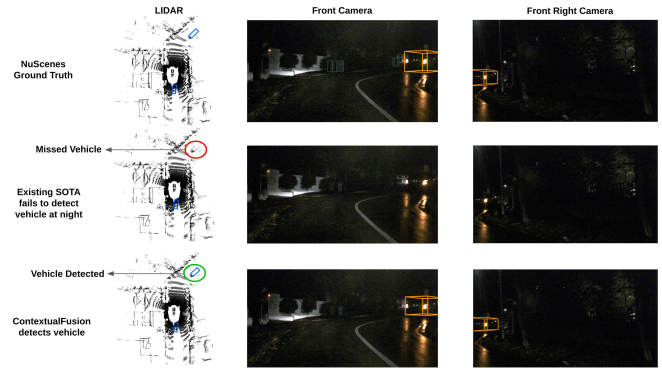 LIDAR
Front Camera
Front Right Camera
NuScenes
Ground Truth
Missed Vehicle
Existing SOTA
fails to detect
vehicle at night
Vehicle Detected
ContextualFusion
detects vehicle